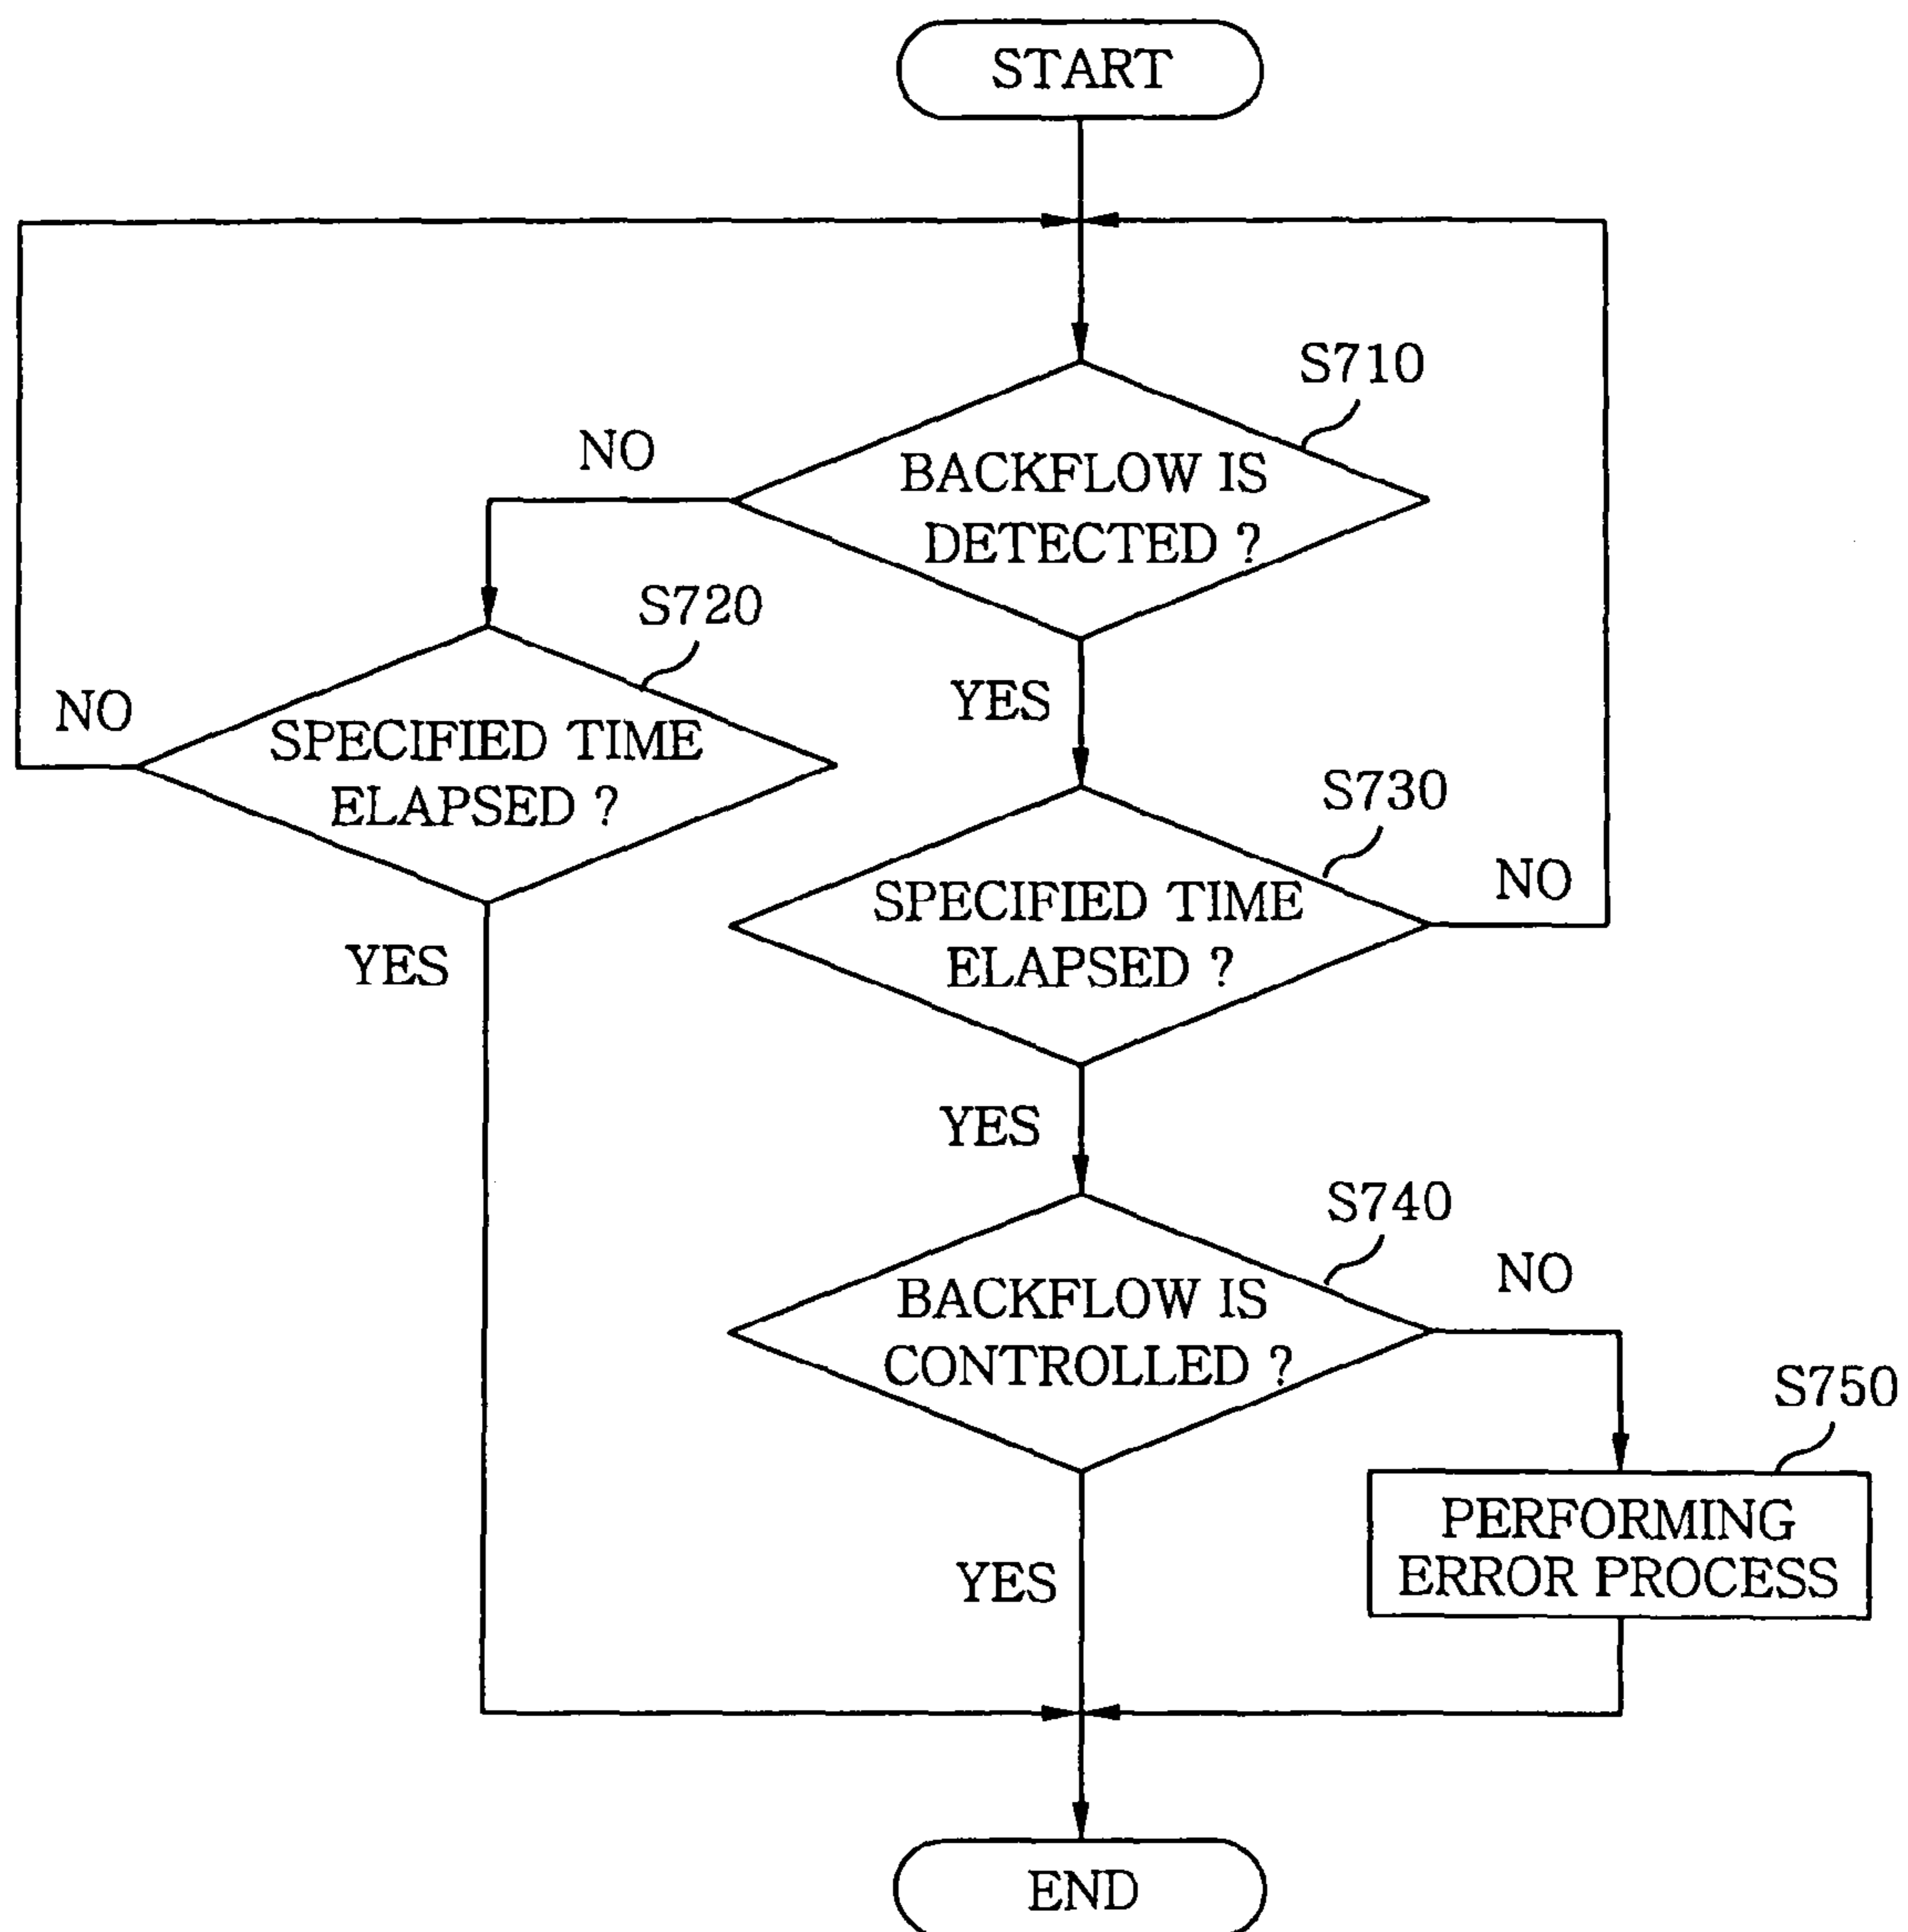 START
S710
NO
BACKFLOW IS
DETECTED ?
S720
YES
NO
SPECIFIED TIME
ELAPSED ?
S730
NO
SPECIFIED TIME
ELAPSED ?
YES
YES
S740
NO
BACKFLOW IS
CONTROLLED ?
S750
PERFORMING
ERROR PROCESS
YES
END